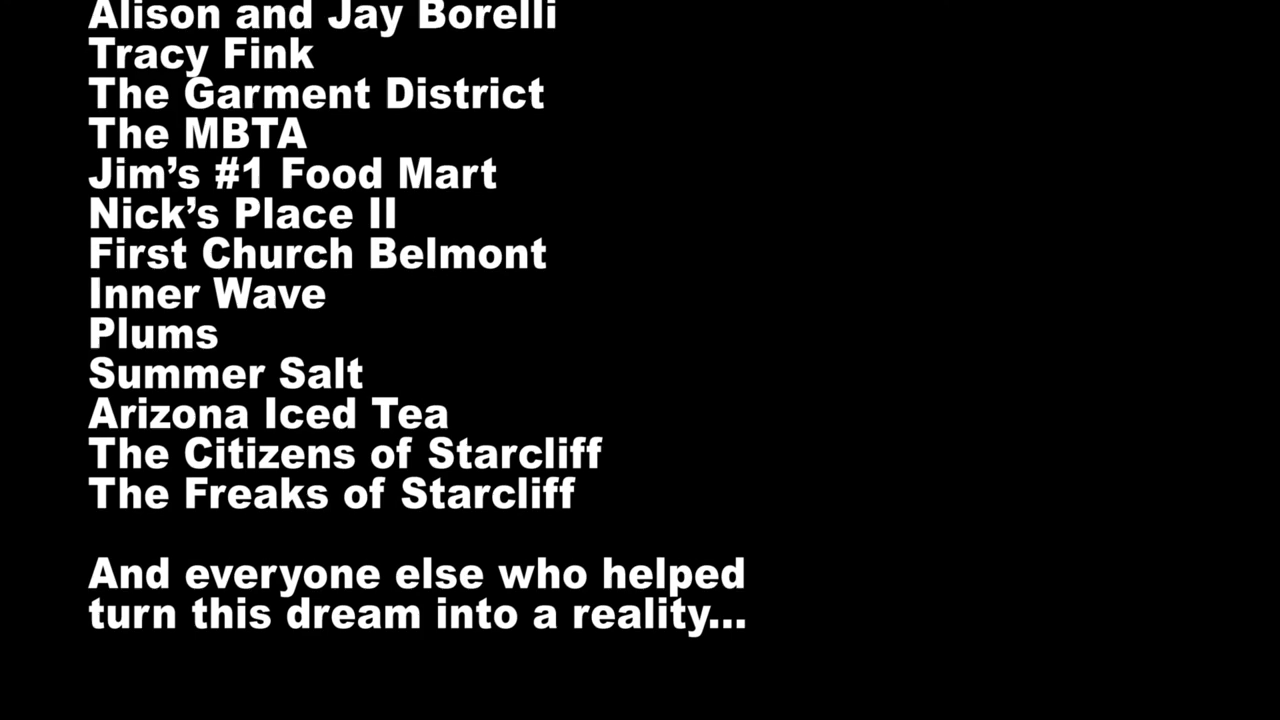 Alison and Jay Borelli
Tracy Fink
The Garment District
The MBTA
Jim’s #1 Food Mart
Nick’s Place II
First Church Belmont
Inner Wave
Plums
Summer Salt
Arizona Iced Tea
The Citizens of Starcliff
The Freaks of Starcliff
And everyone else who helped
turn this dream into a reality...